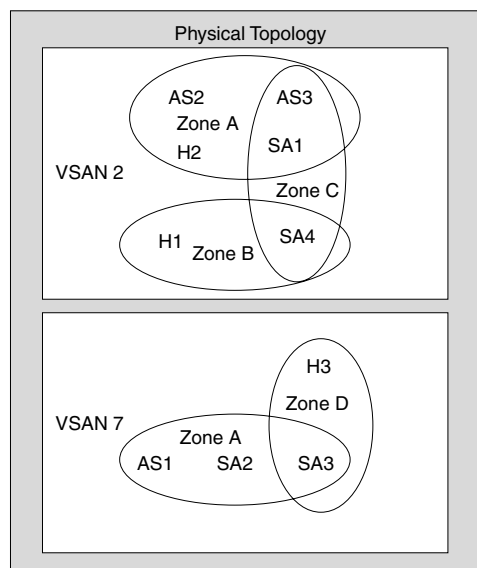 Physical Topology
AS2 AS3
Zone A
H2 SA1
VSAN 2
Zone C
H1 Zone B SA4
H3
Zone D
VSAN 7
Zone A
AS1 SA2 SA3